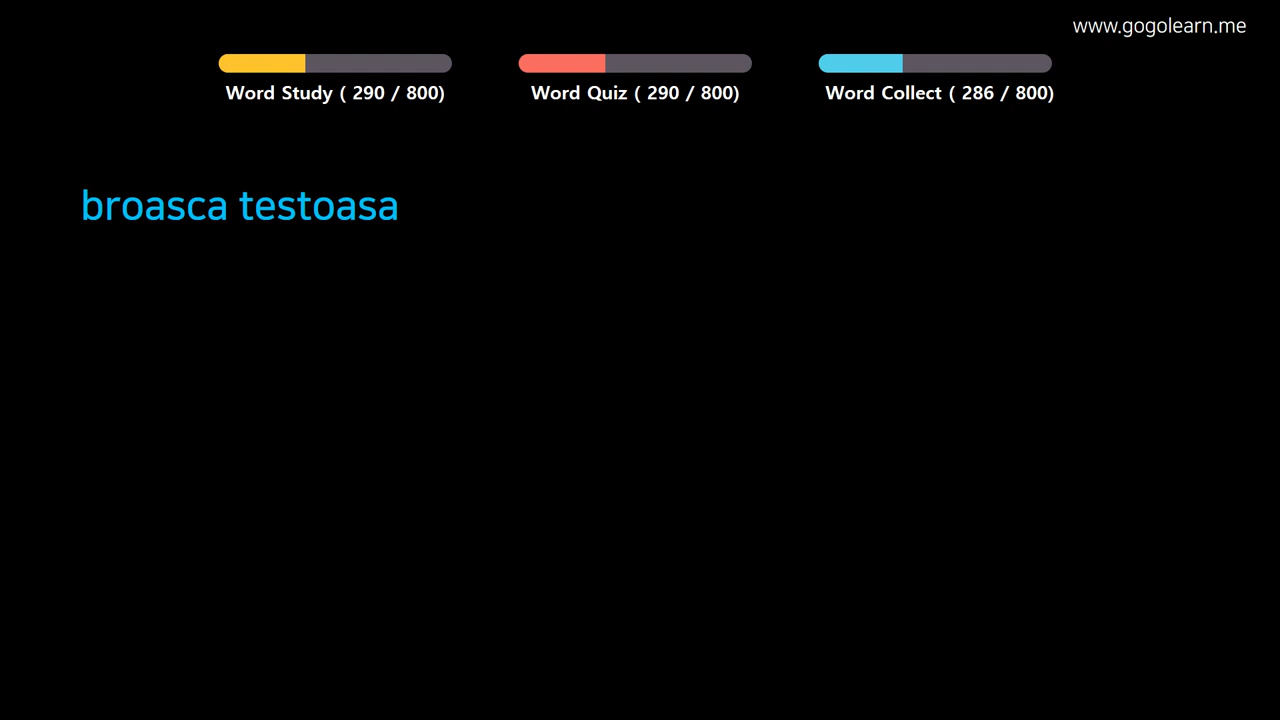 www.gogolearn.me
Word Study ( 290 / 800)
Word Quiz ( 290 / 800)
Word Collect ( 286 / 800)
broasca testoasa